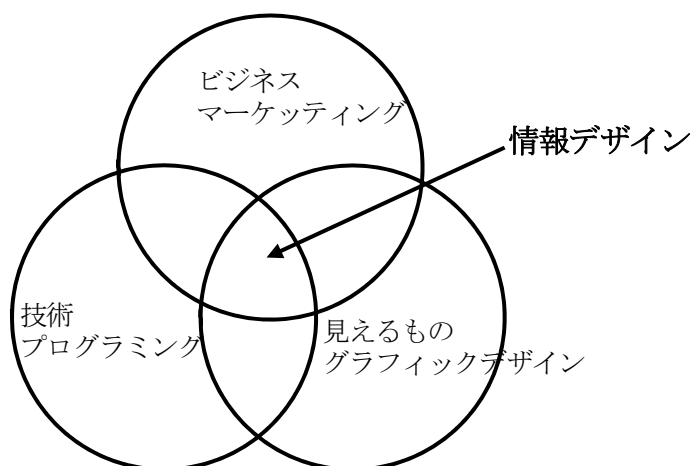 ビジネス
マーケッティング
情報デザイン
技術
プログラミング
見えるもの
グラフィックデザイン